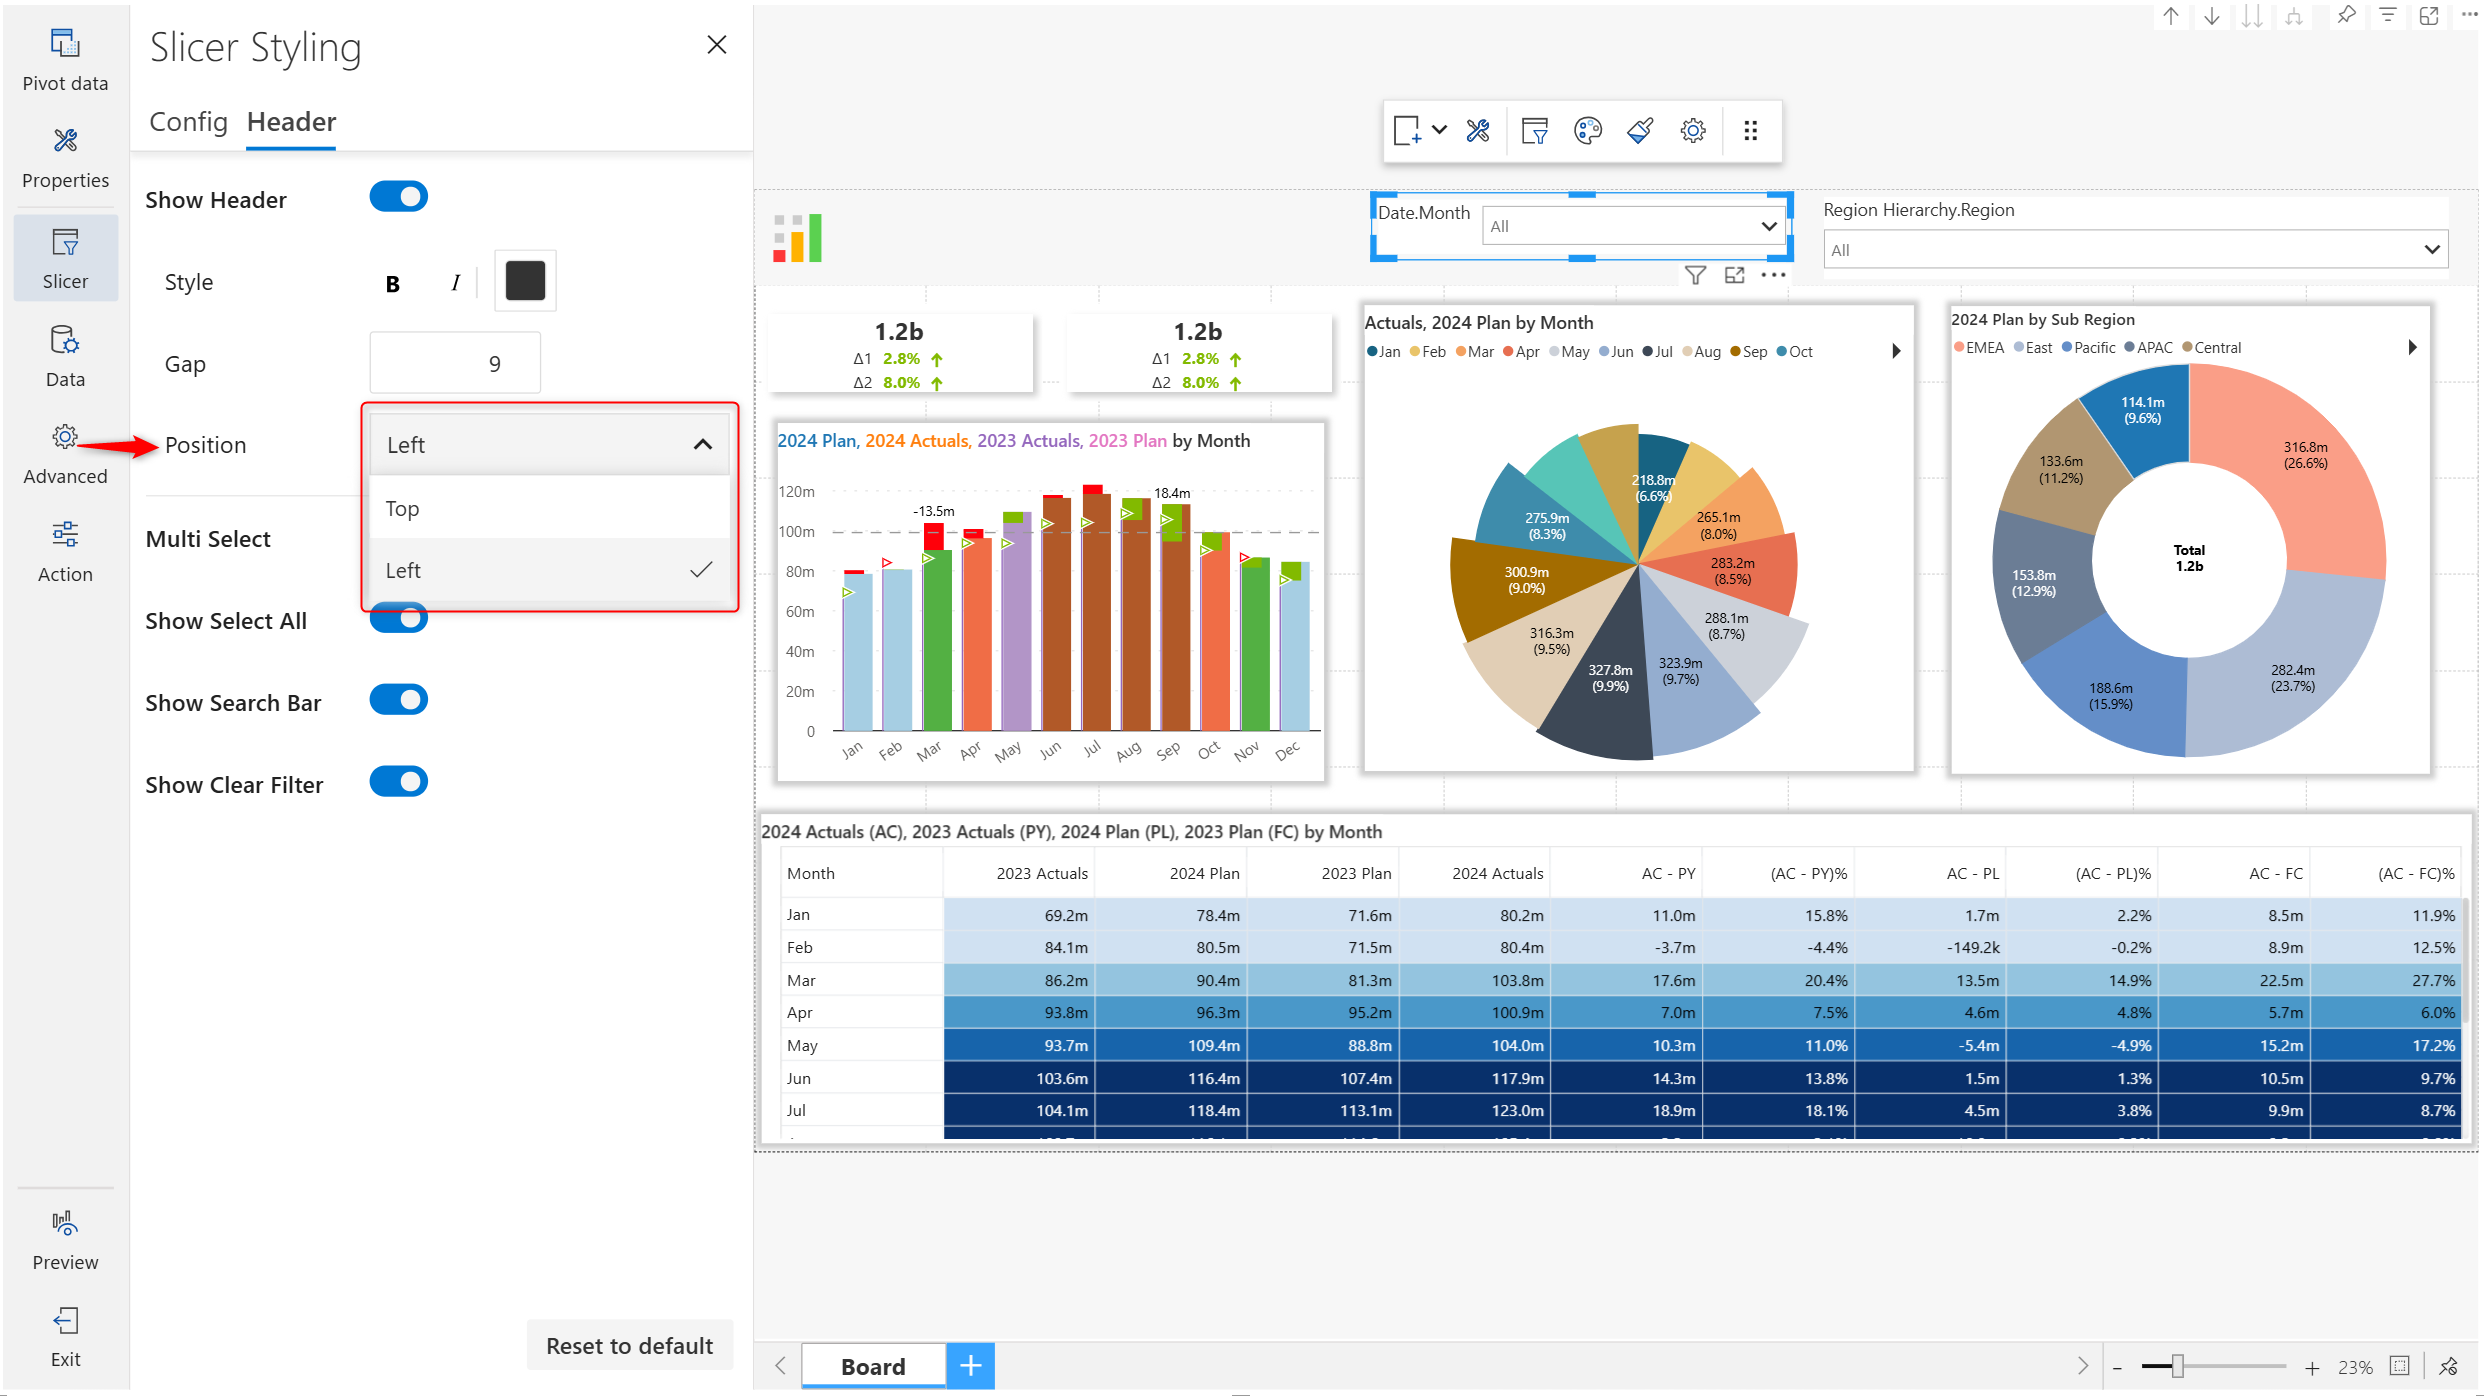 Pivot data
Properties
Slicer
Data
Advanced
Action
Preview
Exit
Slicer Styling
Config Header
Show Header
Style B I
Gap 9
Position Left
Top
Left
Multi Select
Show Select All
Show Search Bar
Show Clear Filter
Reset to default
Date.Month All
Region Hierarchy.Region
All
1.2b
Δ1 2.8%
Δ2 8.0%
1.2b
Δ1 2.8%
Δ2 8.0%
2024 Plan, 2024 Actuals, 2023 Actuals, 2023 Plan by Month
120m
100m
80m
60m
40m
20m
0
-13.5m
18.4m
Jan Feb Mar Apr May Jun Jul Aug Sep Oct Nov Dec
Actuals, 2024 Plan by Month
Jan Feb Mar Apr May Jun Jul Aug Sep Oct
218.8m
(6.6%)
265.1m
(8.0%)
283.2m
(8.5%)
288.1m
(8.7%)
323.9m
(9.7%)
327.8m
(9.9%)
316.3m
(9.5%)
300.9m
(9.0%)
275.9m
(8.3%)
2024 Plan by Sub Region
EMEA East Pacific APAC Central
114.1m
(9.6%)
316.8m
(26.6%)
133.6m
(11.2%)
153.8m
(12.9%)
188.6m
(15.9%)
282.4m
(23.7%)
Total
1.2b
2024 Actuals (AC), 2023 Actuals (PY), 2024 Plan (PL), 2023 Plan (FC) by Month
Month 2023 Actuals 2024 Plan 2023 Plan 2024 Actuals AC - PY (AC - PY)% AC - PL (AC - PL)% AC - FC (AC - FC)%
Jan 69.2m 78.4m 71.6m 80.2m 11.0m 15.8% 1.7m 2.2% 8.5m 11.9%
Feb 84.1m 80.5m 71.5m 80.4m -3.7m -4.4% -149.2k -0.2% 8.9m 12.5%
Mar 86.2m 90.4m 81.3m 103.8m 17.6m 20.4% 13.5m 14.9% 22.5m 27.7%
Apr 93.8m 96.3m 95.2m 100.9m 7.0m 7.5% 4.6m 4.8% 5.7m 6.0%
May 93.7m 109.4m 88.8m 104.0m 10.3m 11.0% -5.4m -4.9% 15.2m 17.2%
Jun 103.6m 116.4m 107.4m 117.9m 14.3m 13.8% 1.5m 1.3% 10.5m 9.7%
Jul 104.1m 118.4m 113.1m 123.0m 18.9m 18.1% 4.5m 3.8% 9.9m 8.7%
Board
23%